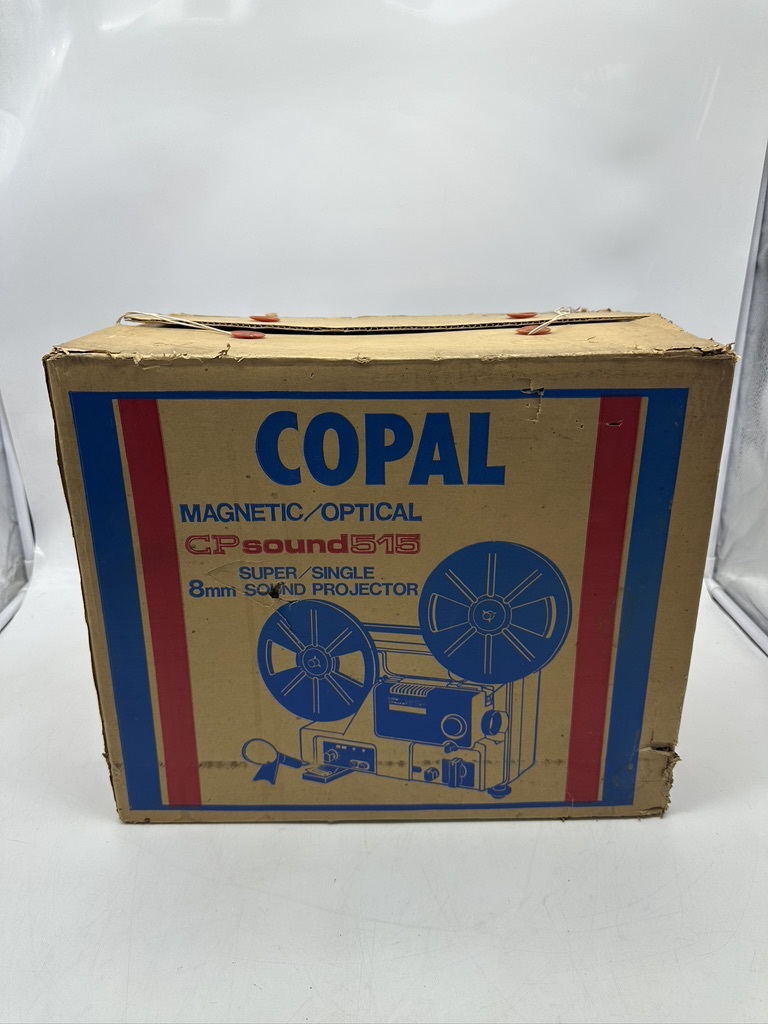 COPAL
MAGNETIC/OPTICAL
CPsound515
SUPER/SINGLE
8mm SOUND PROJECTOR